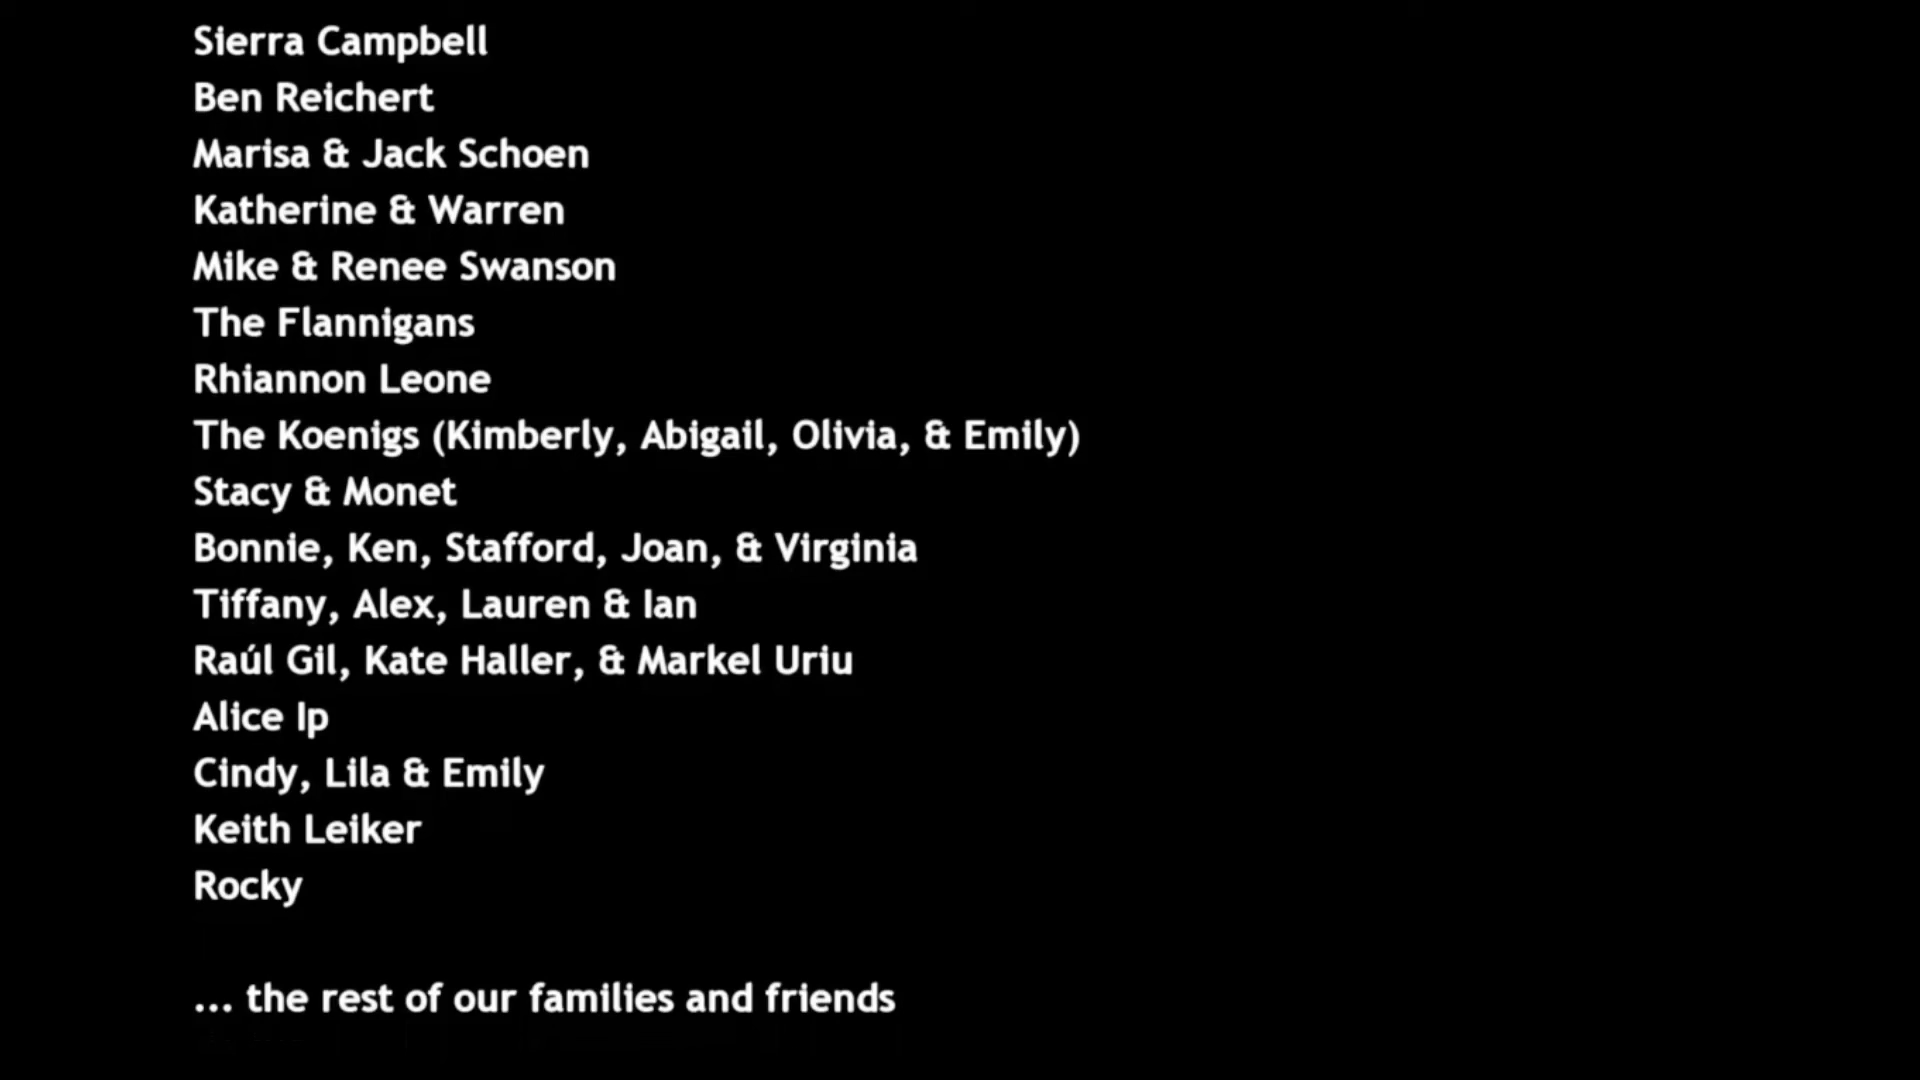 Sierra Campbell
Ben Reichert
Marisa & Jack Schoen
Katherine & Warren
Mike & Renee Swanson
The Flannigans
Rhiannon Leone
The Koenigs (Kimberly, Abigail, Olivia, & Emily)
Stacy & Monet
Bonnie, Ken, Stafford, Joan, & Virginia
Tiffany, Alex, Lauren & Ian
Raúl Gil, Kate Haller, & Markel Uriu
Alice Ip
Cindy, Lila & Emily
Keith Leiker
Rocky
... the rest of our families and friends